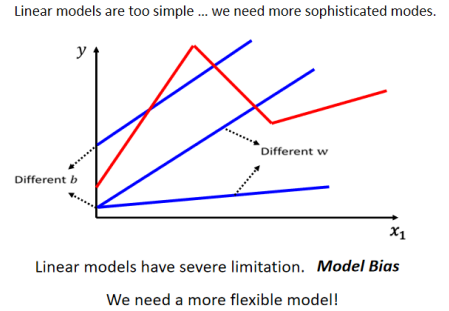 Linear models are too simple … we need more sophisticated modes.
y
Different w
Different b
x₁
Linear models have severe limitation. Model Bias
We need a more flexible model!